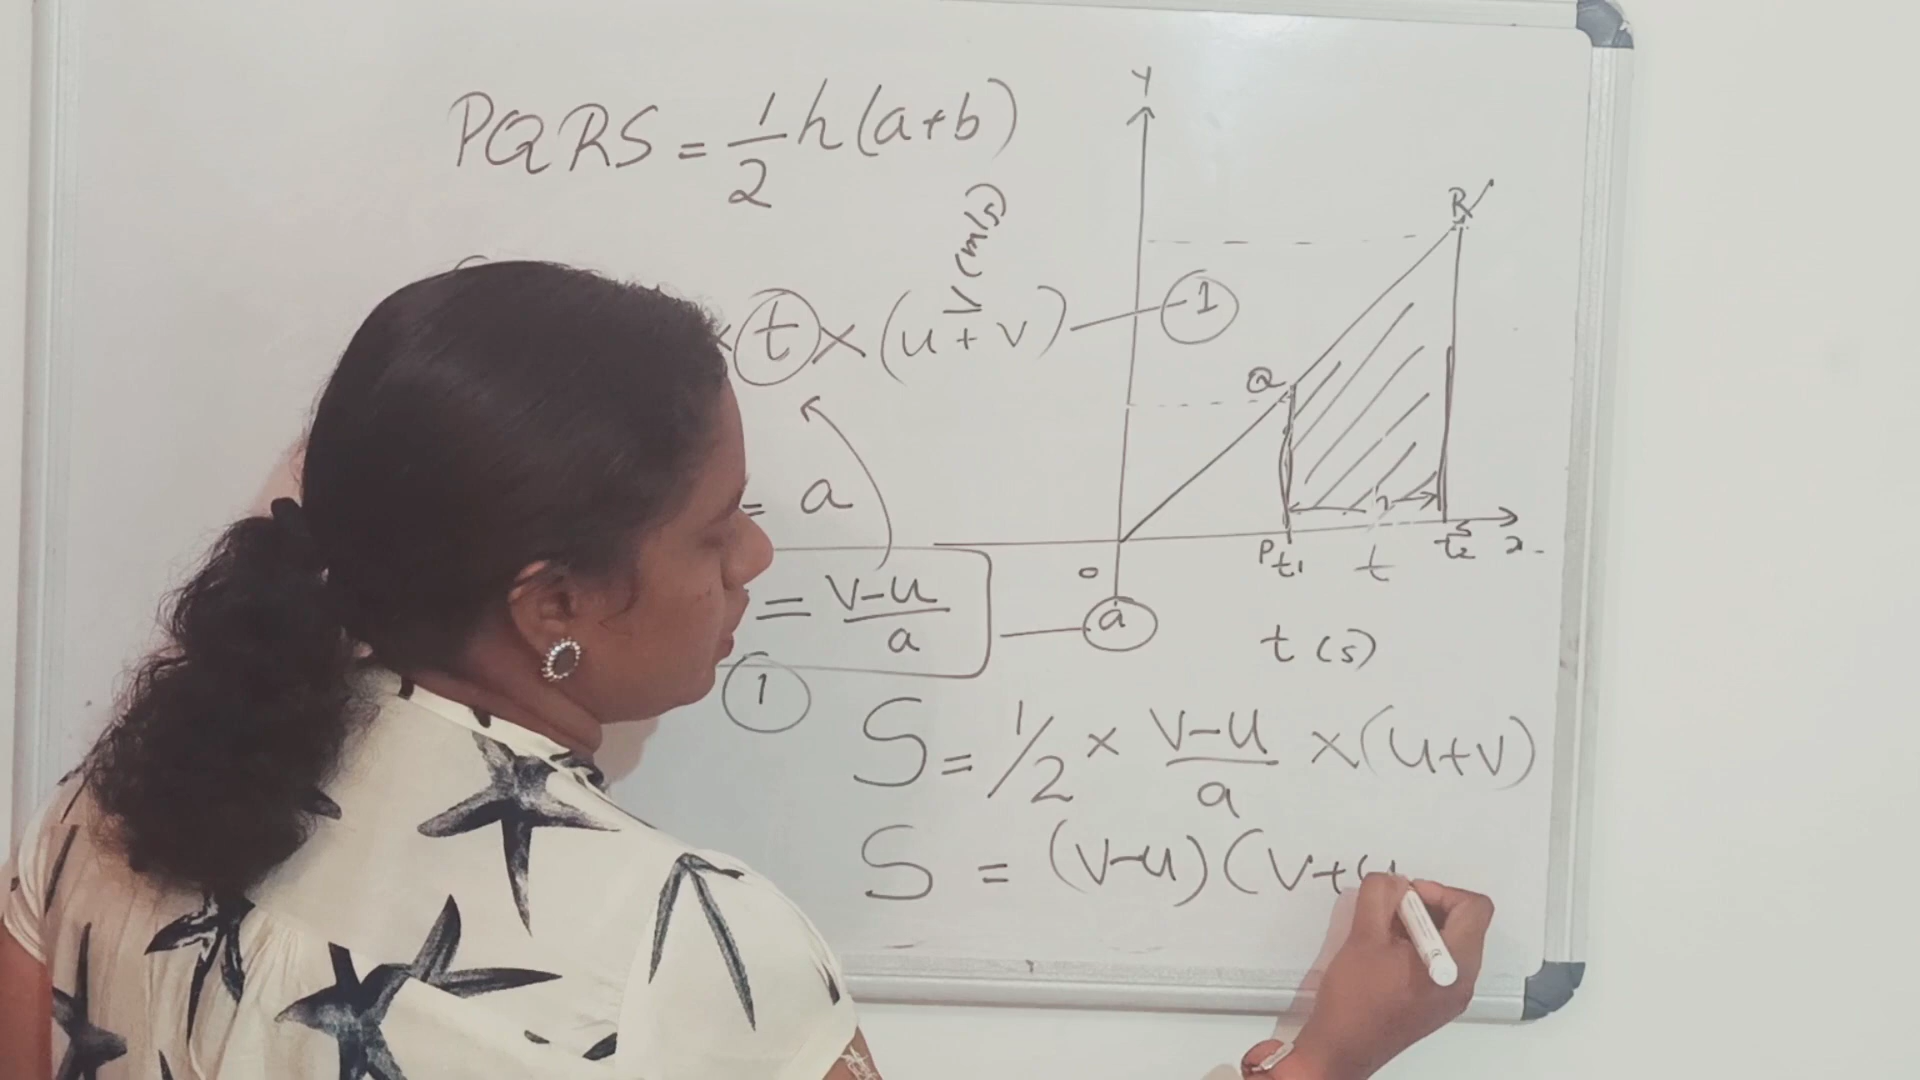 PQRS = 1/2 h(a+b)
× t × (u + v) — 1
= a
= v-u/a — a
1
S = 1/2 × v-u/a × (u+v)
S = (v-u)(v+
Y
V (m/s)
R
Q
O
P t1
t
t2
x
t (s)